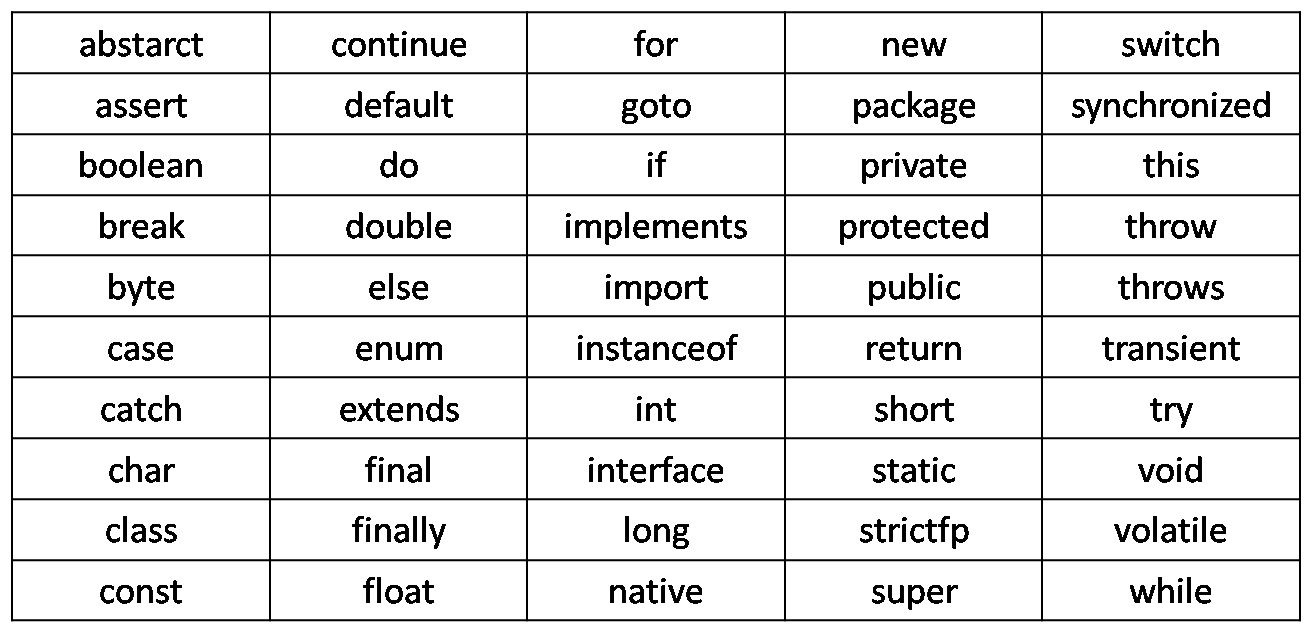 abstarct continue for new switch
assert default goto package synchronized
boolean do if private this
break double implements protected throw
byte else import public throws
case enum instanceof return transient
catch extends int short try
char final interface static void
class finally long strictfp volatile
const float native super while